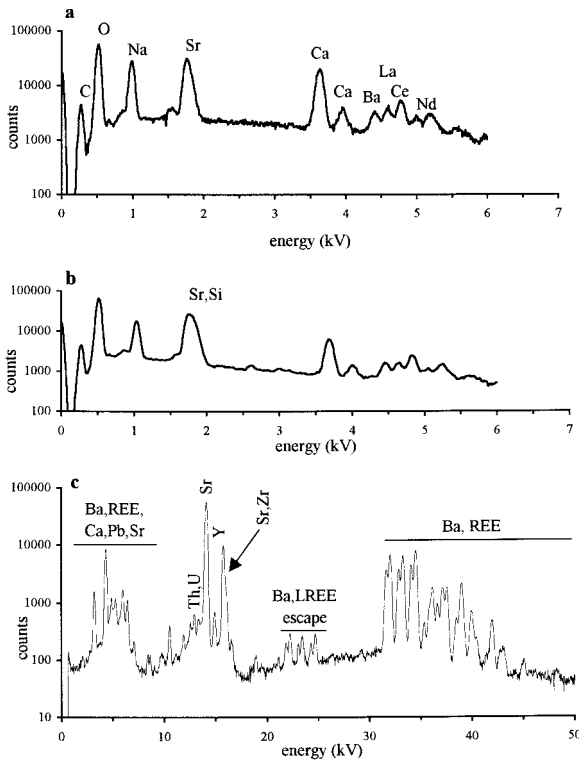 a
100000
10000
1000
100
counts
C
O
Na
Sr
Ca
Ca
Ba
La
Ce
Nd
0 1 2 3 4 5 6 7
energy (kV)
b
100000
10000
1000
100
counts
Sr,Si
0 1 2 3 4 5 6 7
energy (kV)
c
100000
10000
1000
100
10
counts
Ba,REE,
Ca,Pb,Sr
Th,U
Sr
Y
Sr,Zr
Ba,LREE
escape
Ba, REE
0 10 20 30 40 50
energy (kV)